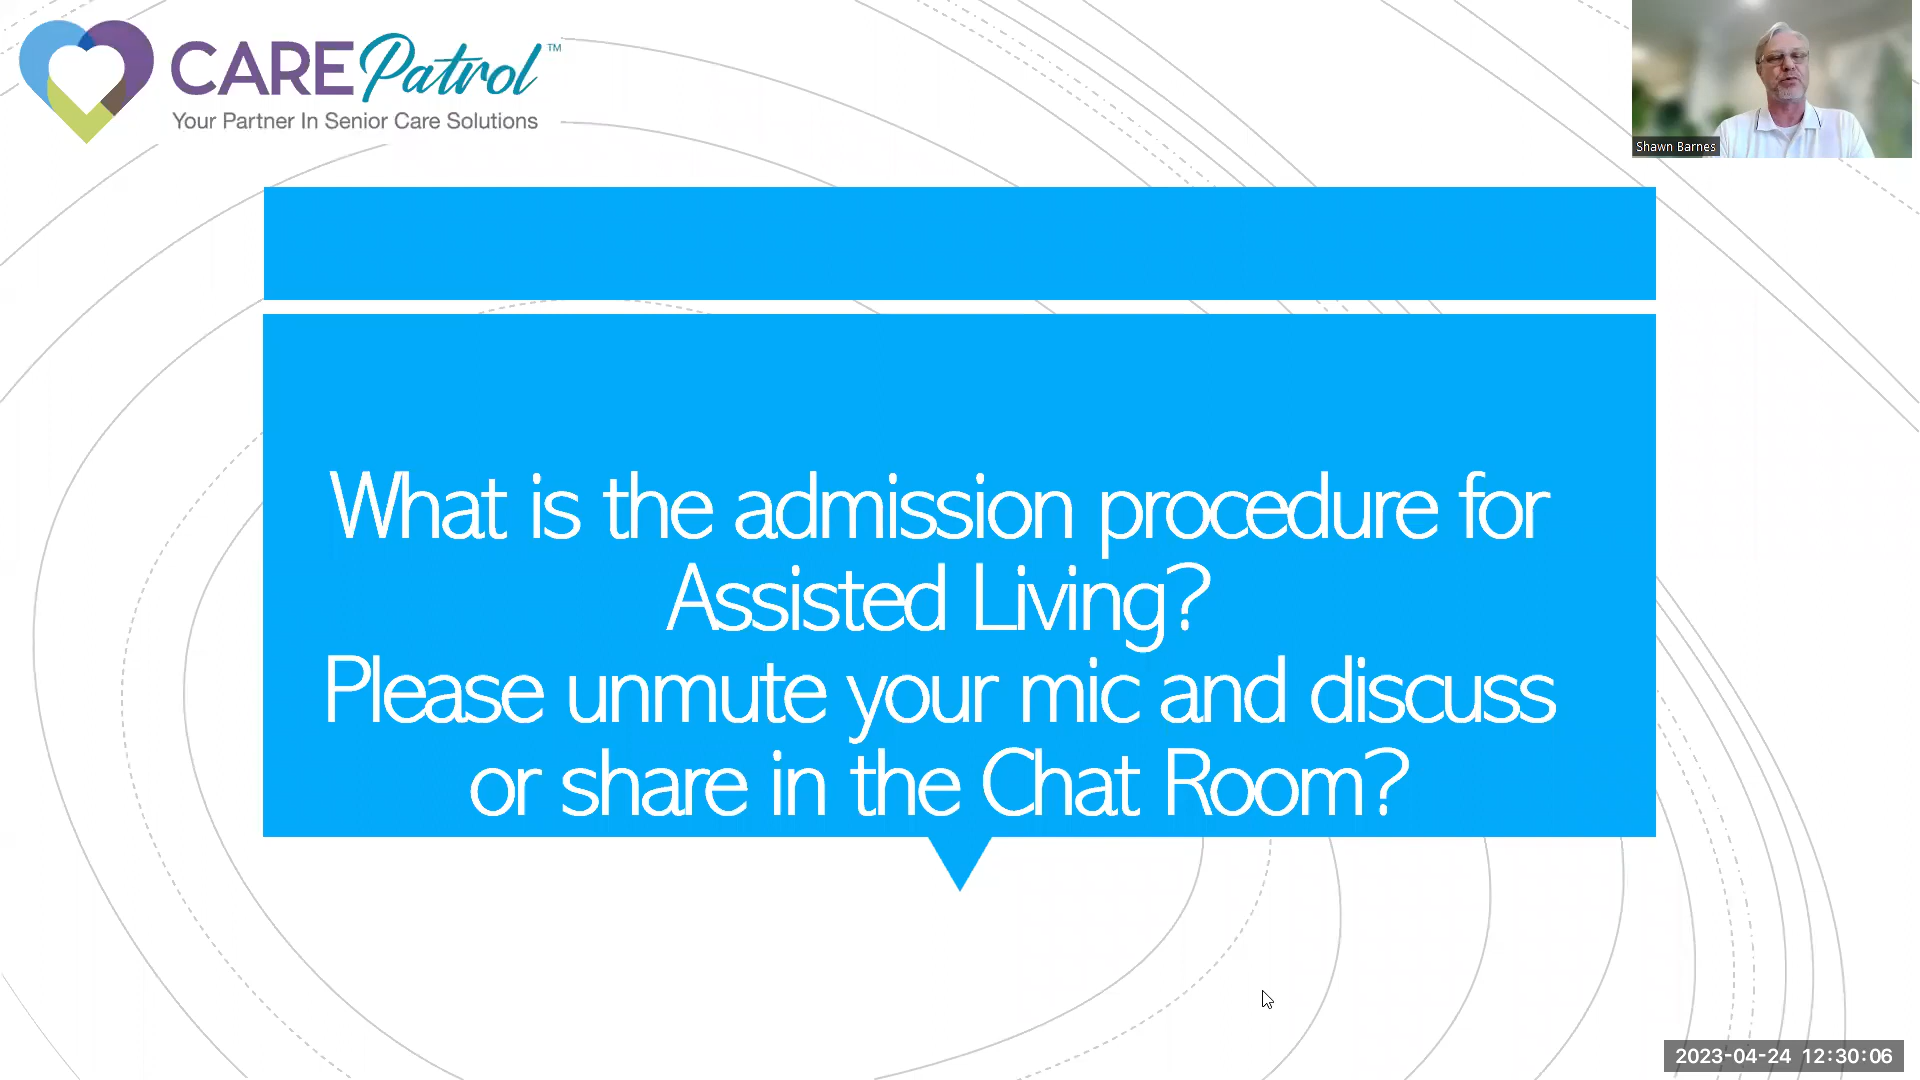 CAREPatrol™
Your Partner In Senior Care Solutions
Shawn Barnes
What is the admission procedure for
Assisted Living?
Please unmute your mic and discuss
or share in the Chat Room?
2023-04-24 12:30:06